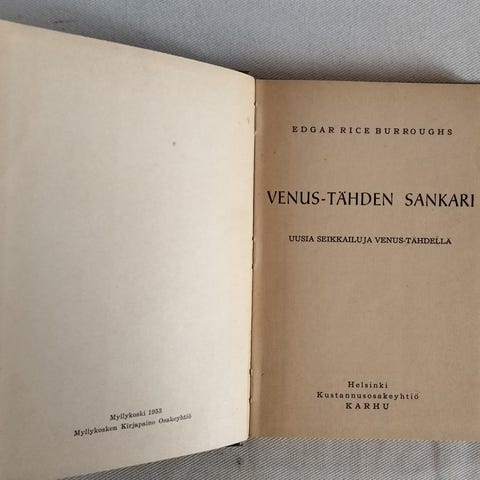 Myllykoski 1953
Myllykosken Kirjapaino Osakeyhtiö
EDGAR RICE BURROUGHS
VENUS-TÄHDEN SANKARI
UUSIA SEIKKAILUJA VENUS-TÄHDELLÄ
Helsinki
Kustannusosakeyhtiö
KARHU